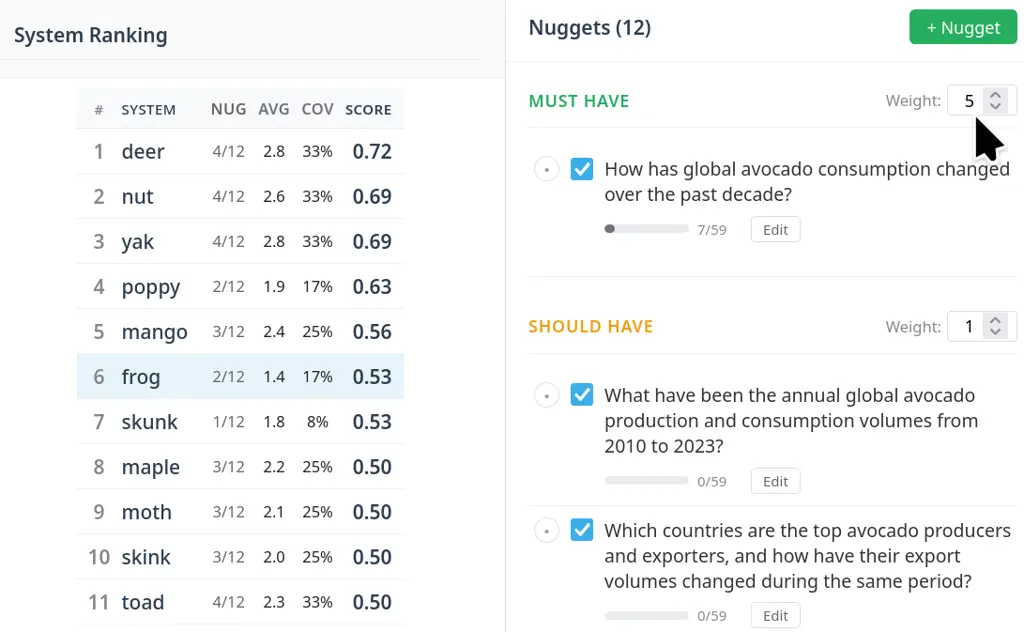 System Ranking
# SYSTEM NUG AVG COV SCORE
1 deer 4/12 2.8 33% 0.72
2 nut 4/12 2.6 33% 0.69
3 yak 4/12 2.8 33% 0.69
4 poppy 2/12 1.9 17% 0.63
5 mango 3/12 2.4 25% 0.56
6 frog 2/12 1.4 17% 0.53
7 skunk 1/12 1.8 8% 0.53
8 maple 3/12 2.2 25% 0.50
9 moth 3/12 2.1 25% 0.50
10 skink 3/12 2.0 25% 0.50
11 toad 4/12 2.3 33% 0.50
Nuggets (12)
+ Nugget
MUST HAVE Weight: 5
How has global avocado consumption changed
over the past decade?
7/59 Edit
SHOULD HAVE Weight: 1
What have been the annual global avocado
production and consumption volumes from
2010 to 2023?
0/59 Edit
Which countries are the top avocado producers
and exporters, and how have their export
volumes changed during the same period?
0/59 Edit